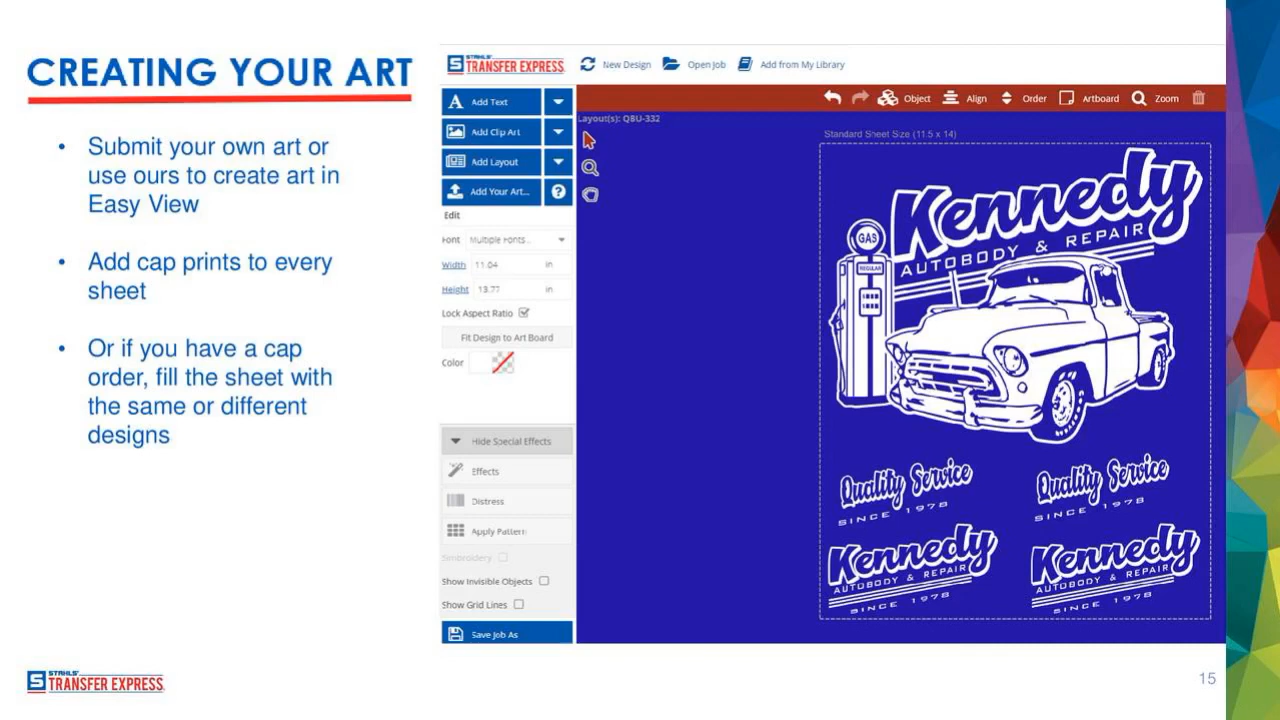 CREATING YOUR ART
• Submit your own art or
use ours to create art in
Easy View
• Add cap prints to every
sheet
• Or if you have a cap
order, fill the sheet with
the same or different
designs
STAHLS'
TRANSFER EXPRESS
New Design
Open Job
Add from My Library
Object
Align
Order
Artboard
Zoom
Add Text
Add Clip Art
Add Layout
Add Your Art...
?
Edit
Font Multiple Fonts...
Width 11.04 in
Height 13.77 in
Lock Aspect Ratio
Fit Design to Art Board
Color
Hide Special Effects
Effects
Distress
Apply Pattern
Embroidery
Show Invisible Objects
Show Grid Lines
Save Job As
Layout(s): QBU-332
Standard Sheet Size (11.5 x 14)
Kennedy
AUTOBODY & REPAIR
GAS
REGULAR
Quality Service
SINCE 1978
Quality Service
SINCE 1978
Kennedy
AUTOBODY & REPAIR
SINCE 1978
Kennedy
AUTOBODY & REPAIR
SINCE 1978
STAHLS'
TRANSFER EXPRESS
15